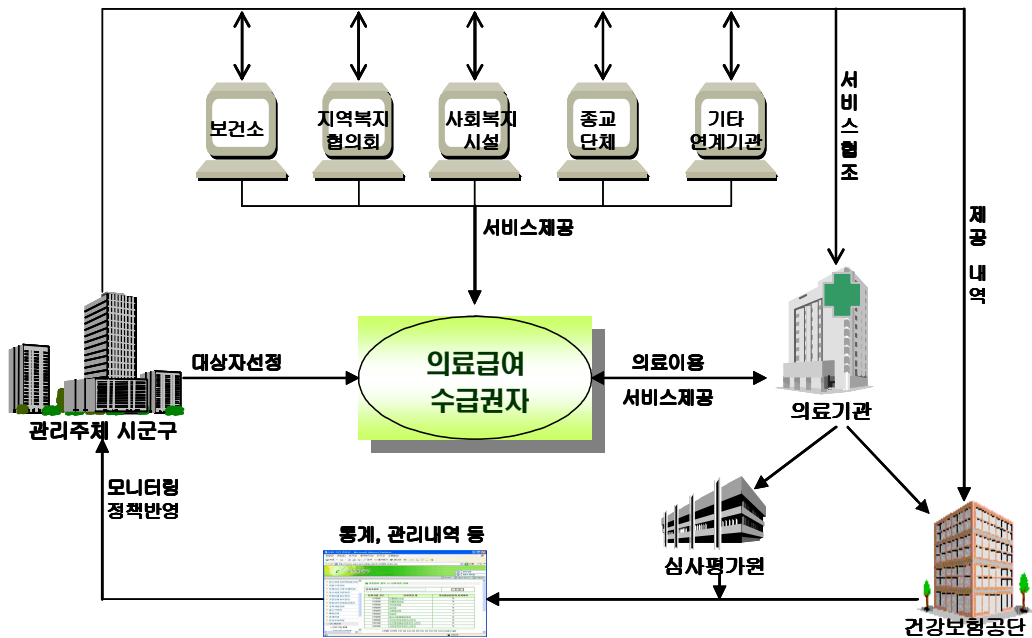 보건소
지역복지
협의회
사회복지
시설
종교
단체
기타
연계기관
서비스협조
서비스제공
제공 내역
대상자선정
의료급여
수급권자
의료이용
서비스제공
의료기관
관리주체 시군구
모니터링
정책반영
통계, 관리내역 등
심사평가원
건강보험공단